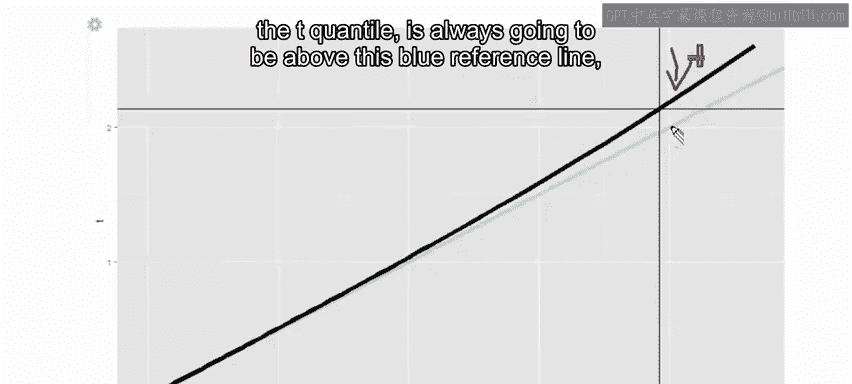 the t quantile, is always going to
be above this blue reference line,
t
2
t
1